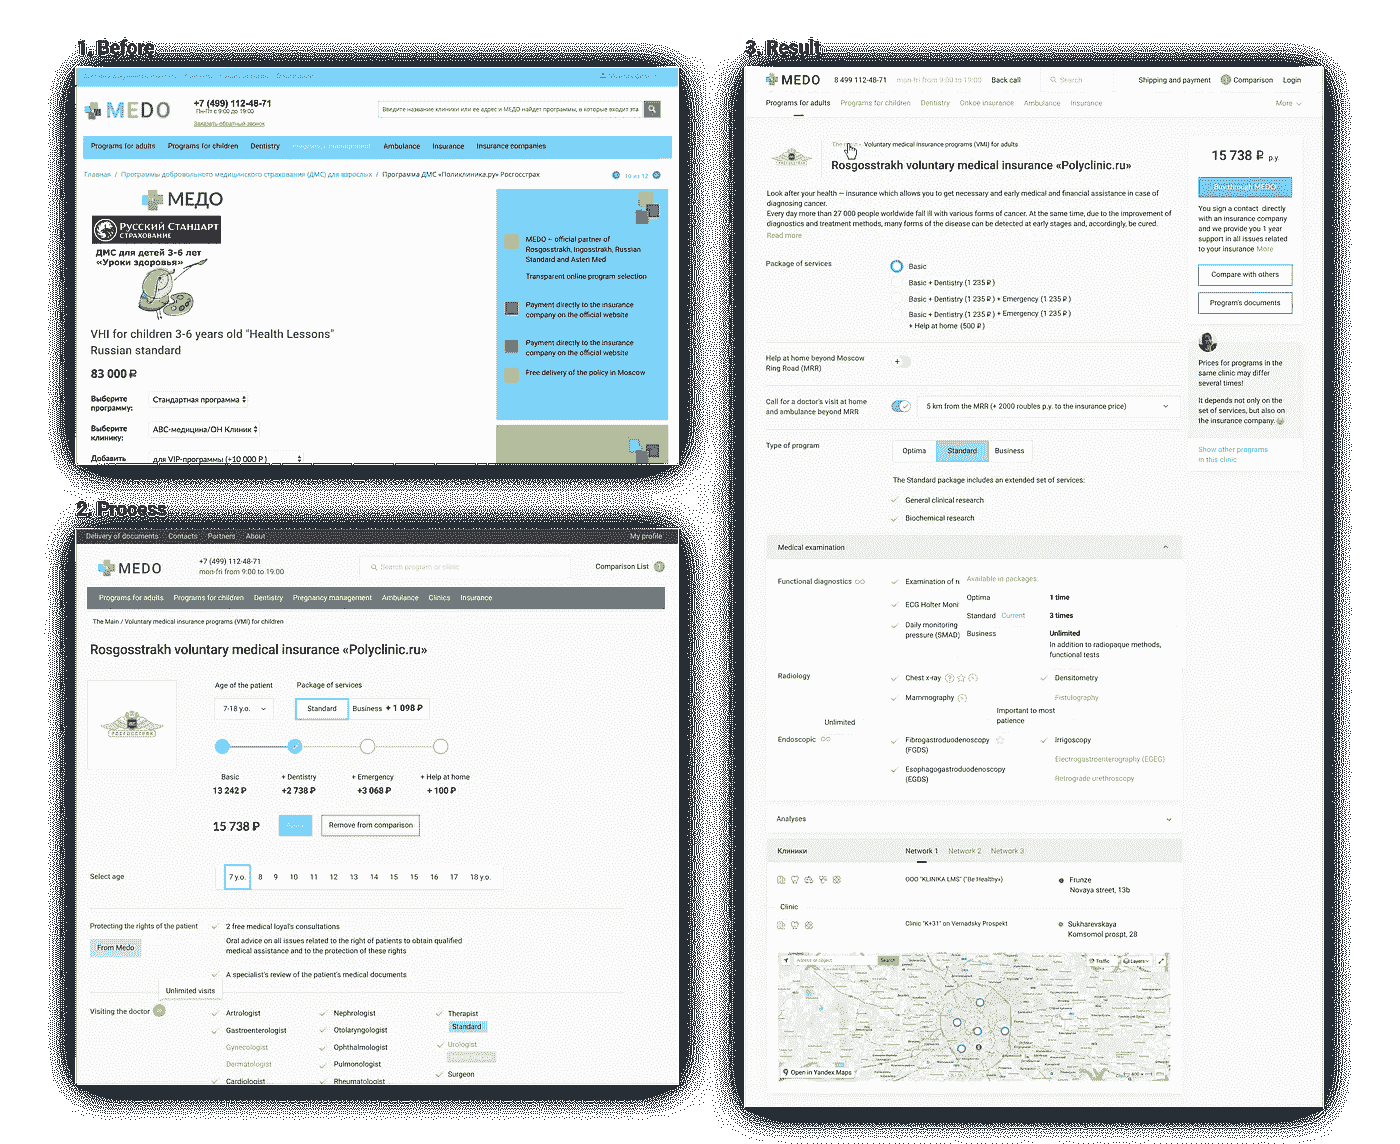 1. Before
МЕDО
+7 (499) 112-48-71
Пн-Пт с 9:00 до 19:00
Заказать обратный звонок
Введите название клиники или ее адрес и МЕДО найдет программы, в которые входит эта
Programs for adults Programs for children Dentistry Pregnancy management Ambulance Insurance Insurance companies
Главная / Программы добровольного медицинского страхования (ДМС) для взрослых / Программа ДМС «Поликлиника.ру» Росгосстрах
10 из 12
МЕДО
РУССКИЙ СТАНДАРТ
СТРАХОВАНИЕ
ДМС для детей 3-6 лет
«Уроки здоровья»
VHI for children 3-6 years old "Health Lessons"
Russian standard
83 000 ₽
Выберите
программу:
Стандартная программа
Выберите
клинику:
АВС-медицина/ОН Клиник
Добавить
для VIP-программы (+10 000 Р )
MEDO – official partner of
Rosgosstrakh, Ingosstrakh, Russian
Standard and Asteri Med
Transparent online program selection
Payment directly to the insurance
company on the official website
Payment directly to the insurance
company on the official website
Free delivery of the policy in Moscow
2. Process
Delivery of documents Contacts Partners About My profile
MEDO
+7 (499) 112-48-71
mon-fri from 9:00 to 19.00
Search program or clinic
Comparison List
Programs for adults Programs for children Dentistry Pregnancy management Ambulance Clinics Insurance
The Main / Voluntary medical insurance programs (VMI) for children
Rosgosstrakh voluntary medical insurance «Polyclinic.ru»
РОСГОССТРАХ
Age of the patient
Package of services
7-18 y.o.
Standard
Business + 1 098 ₽
Basic + Dentistry + Emergency + Help at home
13 242 ₽ +2 738 ₽ +3 068 ₽ + 100 ₽
15 738 ₽
Remove from comparison
Select age
7 y.o. 8 9 10 11 12 13 14 15 15 16 17 18 y.o.
Protecting the rights of the patient
From Medo
2 free medical loyal's consultations
Oral advice on all issues related to the right of patients to obtain qualified
medical assistance and to the protection of these rights
A specialist's review of the patient's medical documents
Unlimited visits
Visiting the doctor
Artrologist Nephrologist Therapist
Standard
Gastroenterologist Otolaryngologist
Gynecologist Ophthalmologist Urologist
Dermatologist Pulmonologist Surgeon
Cardiologist Rheumatologist
3. Result
MEDO 8 499 112-48-71 mon-fri from 9:00 to 19:00 Back call Search Shipping and payment Comparison Login
Programs for adults Programs for children Dentistry Onkoe insurance Ambulance Insurance More
Voluntary medical insurance programs (VMI) for adults
Rosgosstrakh voluntary medical insurance «Polyclinic.ru»
Look after your health — insurance which allows you to get necessary and early medical and financial assistance in case of
diagnosing cancer.
Every day more than 27 000 people worldwide fall ill with various forms of cancer. At the same time, due to the improvement of
diagnostics and treatment methods, many forms of the disease can be detected at early stages and, accordingly, be cured.
Read more
Package of services
Basic
Basic + Dentistry (1 235 ₽ )
Basic + Dentistry (1 235 ₽ ) + Emergency (1 235 ₽ )
Basic + Dentistry (1 235 ₽ ) + Emergency (1 235 ₽ )
+ Help at home (500 ₽ )
Help at home beyond Moscow
Ring Road (MRR)
Call for a doctor's visit at home
and ambulance beyond MRR
5 km from the MRR (+ 2000 roubles p.y. to the insurance price)
Type of program
Optima Standard Business
The Standard package includes an extended set of services:
General clinical research
Biochemical research
Medical examination
Functional diagnostics
Examination of
ECG Holter Moni
Daily monitoring
pressure (SMAD)
Available in packages:
Optima 1 time
Standard Current 3 times
Business Unlimited
In addition to radiopaque methods,
functional tests
Radiology
Chest x-ray
Densitometry
Mammography
Fistulography
Important to most
patience
Unlimited
Endoscopic
Fibrogastroduodenoscopy
(FGDS)
Irrigoscopy
Electrogastroenterography (EGEG)
Esophagogastroduodenoscopy
(EGDS)
Retrograde urethroscopy
Analyses
Клиники
Network 1 Network 2 Network 3
OOO "KLINIKA LMS" ("Be Healthy»)
Frunze
Novaya street, 13b
Clinic
Clinic "K+31" on Vernadsky Prospekt
Sukharevskaya
Komsomol prospt, 28
Address or object
Search
Traffic
Layers
Open in Yandex.Maps
15 738 ₽ p.y.
Buy through MEDO
You sign a contact directly
with an insurance company
and we provide you 1 year
support in all issues related
to your insurance More
Compare with others
Program's documents
Prices for programs in the
same clinic may differ
several times!
It depends not only on the
set of services, but also on
the insurance company.
Show other programs
in this clinic